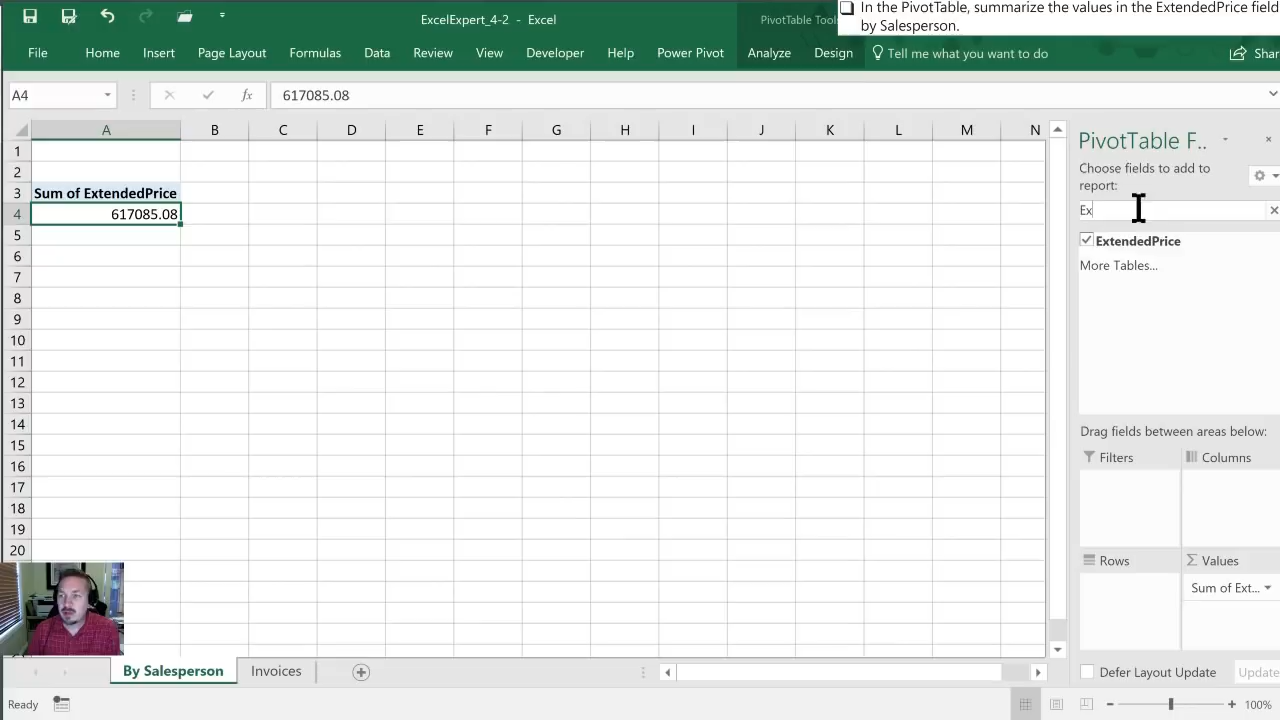 ExcelExpert_4-2 - Excel
PivotTable Tools
In the PivotTable, summarize the values in the ExtendedPrice field
by Salesperson.
File Home Insert Page Layout Formulas Data Review View Developer Help Power Pivot Analyze Design Tell me what you want to do Shar
A4 fx 617085.08
A B C D E F G H I J K L M N
1
2
3 Sum of ExtendedPrice
4 617085.08
5
6
7
8
9
10
11
12
13
14
15
16
17
18
19
20
PivotTable F..
Choose fields to add to
report:
Ex
ExtendedPrice
More Tables...
Drag fields between areas below:
Filters Columns
Rows Σ Values
Sum of Ext...
Defer Layout Update Update
By Salesperson Invoices
Ready 100%